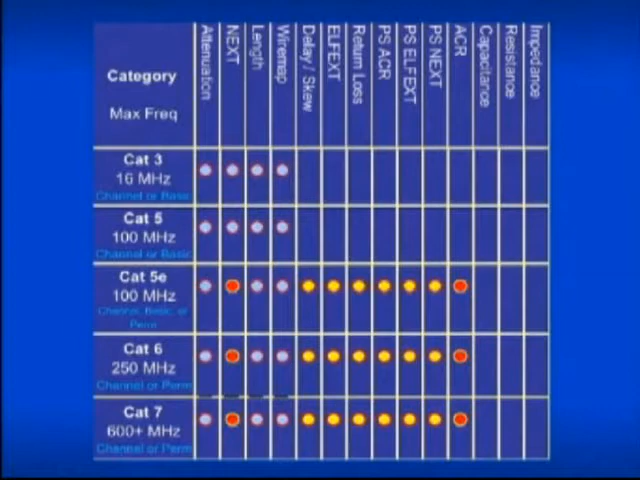 Category
Max Freq
Attenuation
NEXT
Length
Wiremap
Delay / Skew
ELFEXT
Return Loss
PS ACR
PS ELFEXT
PS NEXT
ACR
Capacitance
Resistance
Impedance
Cat 3
16 MHz
Channel or Basic
Cat 5
100 MHz
Channel or Basic
Cat 5e
100 MHz
Channel, Basic, or
Perm
Cat 6
250 MHz
Channel or Perm
Cat 7
600+ MHz
Channel or Perm